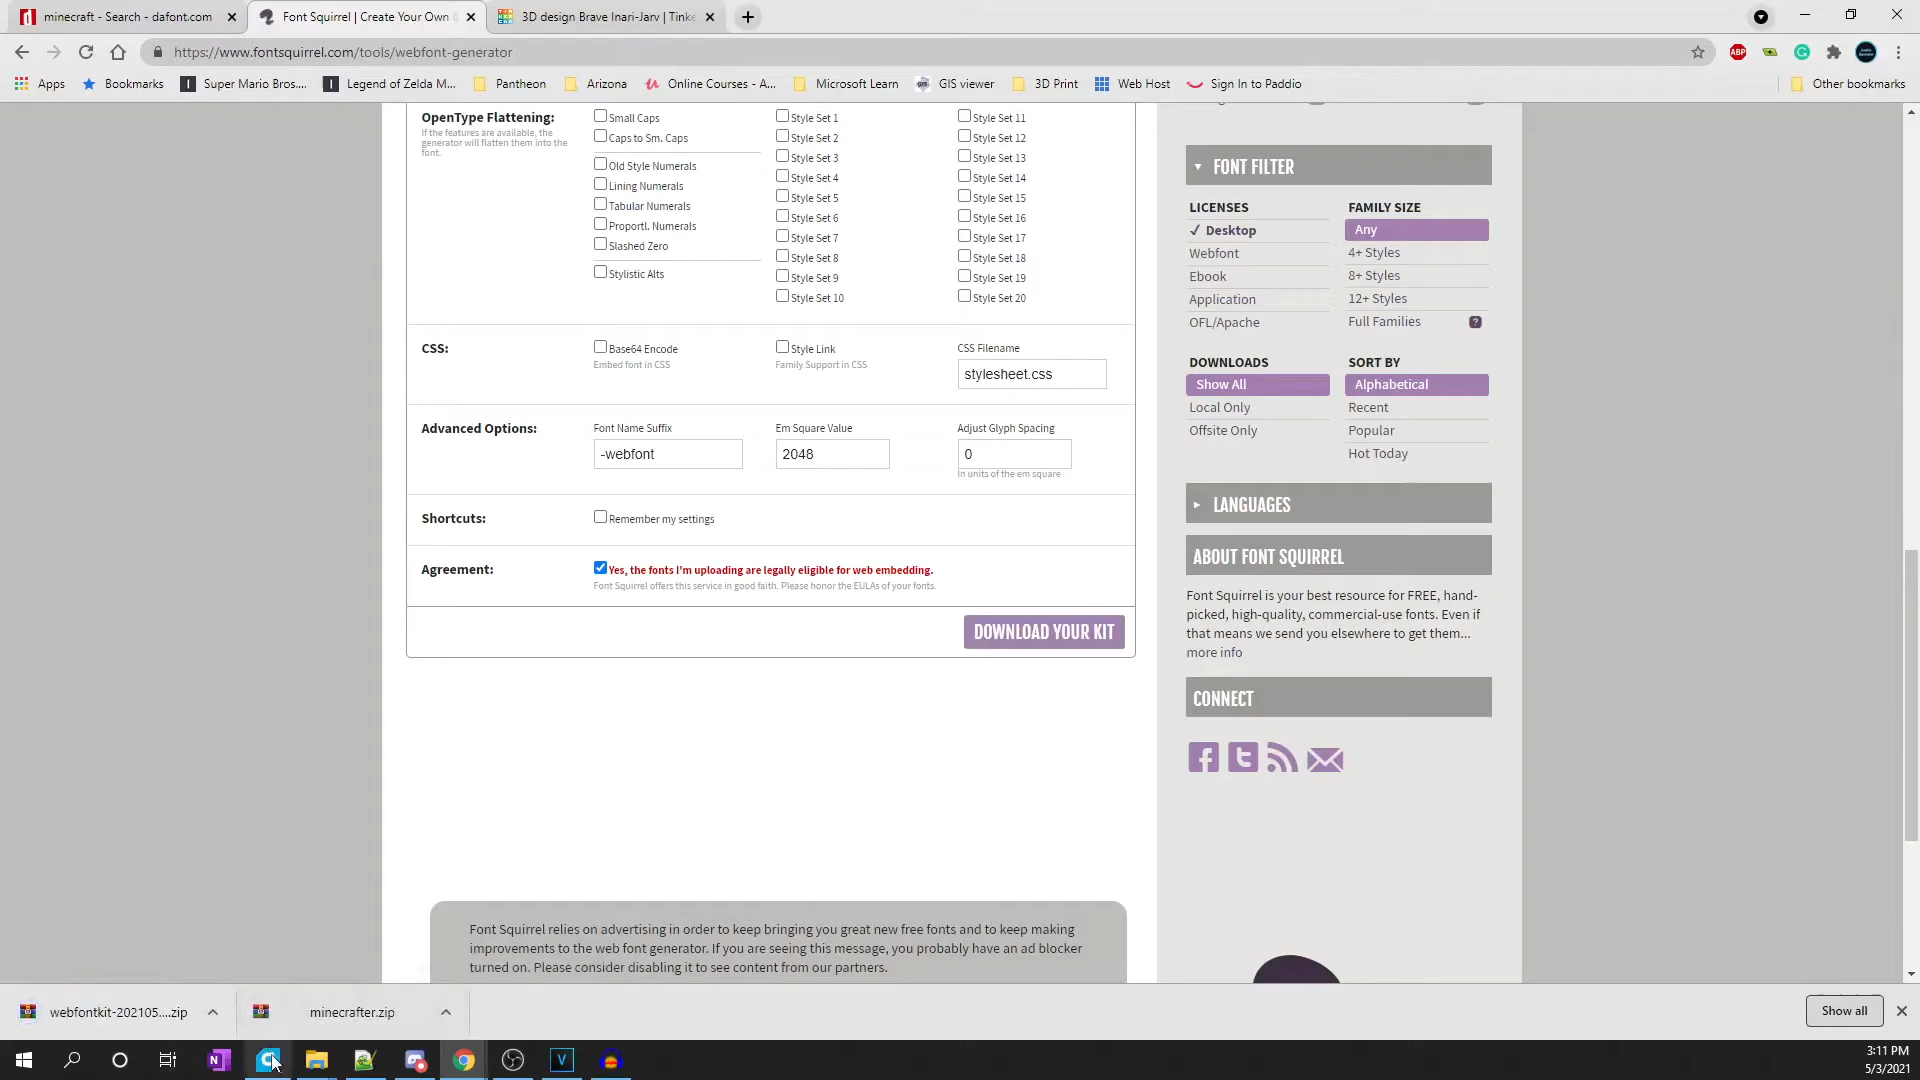 minecraft - Search - dafont.com
Font Squirrel | Create Your Own
3D design Brave Inari-Jarv | Tink
https://www.fontsquirrel.com/tools/webfont-generator
ABP
Apps
Bookmarks
Super Mario Bros....
Legend of Zelda M...
Pantheon
Arizona
Online Courses - A...
Microsoft Learn
GIS viewer
3D Print
Web Host
Sign In to Paddio
Other bookmarks
OpenType Flattening:
If the features are available, the
generator will flatten them into the
font.
Small Caps
Caps to Sm. Caps
Old Style Numerals
Lining Numerals
Tabular Numerals
Proportl. Numerals
Slashed Zero
Stylistic Alts
Style Set 1
Style Set 2
Style Set 3
Style Set 4
Style Set 5
Style Set 6
Style Set 7
Style Set 8
Style Set 9
Style Set 10
Style Set 11
Style Set 12
Style Set 13
Style Set 14
Style Set 15
Style Set 16
Style Set 17
Style Set 18
Style Set 19
Style Set 20
CSS:
Base64 Encode
Embed font in CSS
Style Link
Family Support in CSS
CSS Filename
stylesheet.css
Advanced Options:
Font Name Suffix
-webfont
Em Square Value
2048
Adjust Glyph Spacing
0
In units of the em square
Shortcuts:
Remember my settings
Agreement:
Yes, the fonts I'm uploading are legally eligible for web embedding.
Font Squirrel offers this service in good faith. Please honor the EULAs of your fonts.
DOWNLOAD YOUR KIT
Font Squirrel relies on advertising in order to keep bringing you great new free fonts and to keep making
improvements to the web font generator. If you are seeing this message, you probably have an ad blocker
turned on. Please consider disabling it to see content from our partners.
FONT FILTER
LICENSES
✓ Desktop
Webfont
Ebook
Application
OFL/Apache
FAMILY SIZE
Any
4+ Styles
8+ Styles
12+ Styles
Full Families
?
DOWNLOADS
Show All
Local Only
Offsite Only
SORT BY
Alphabetical
Recent
Popular
Hot Today
LANGUAGES
ABOUT FONT SQUIRREL
Font Squirrel is your best resource for FREE, hand-
picked, high-quality, commercial-use fonts. Even if
that means we send you elsewhere to get them...
more info
CONNECT
webfontkit-202105....zip
minecrafter.zip
Show all
3:11 PM
5/3/2021